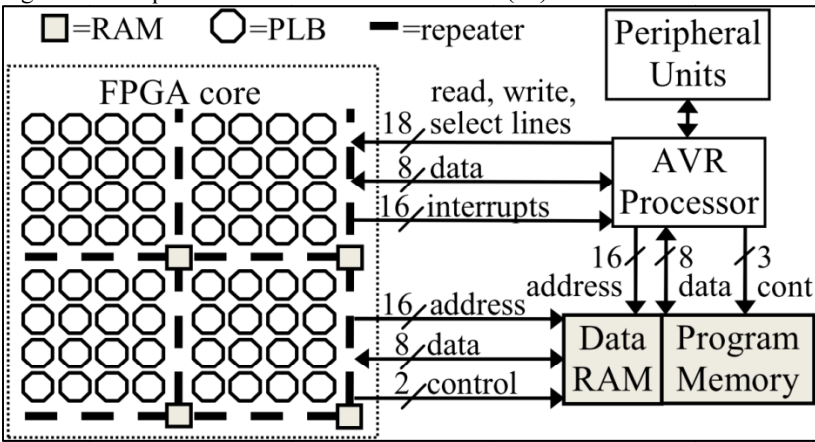 =RAM =PLB =repeater
FPGA core
read, write,
select lines
18
8 data
16 interrupts
Peripheral
Units
AVR
Processor
16 8 3
address data cont
16 address
8 data
2 control
Data
RAM
Program
Memory